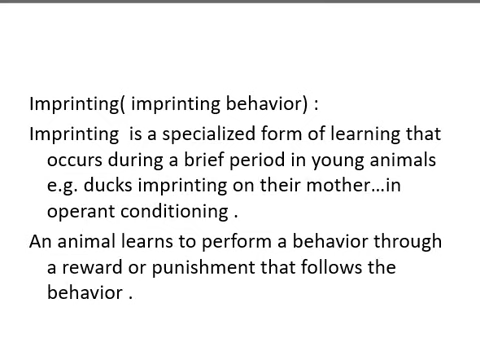 Imprinting( imprinting behavior) :
Imprinting  is a specialized form of learning that
occurs during a brief period in young animals
e.g. ducks imprinting on their mother…in
operant conditioning .
An animal learns to perform a behavior through
a reward or punishment that follows the
behavior .